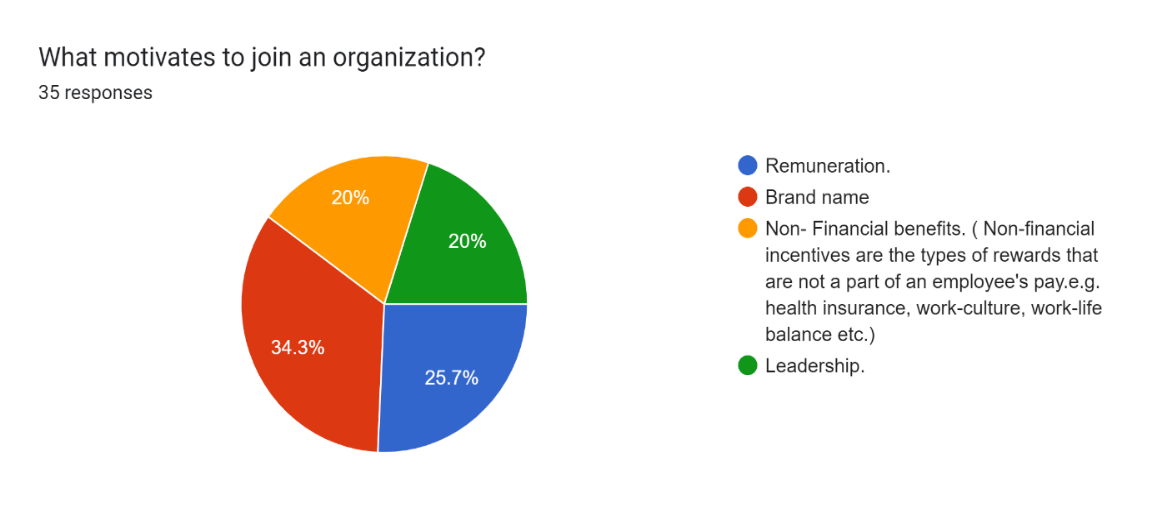 What motivates to join an organization?
35 responses
20%
20%
34.3%
25.7%
Remuneration.
Brand name
Non- Financial benefits. ( Non-financial
incentives are the types of rewards that
are not a part of an employee's pay.e.g.
health insurance, work-culture, work-life
balance etc.)
Leadership.